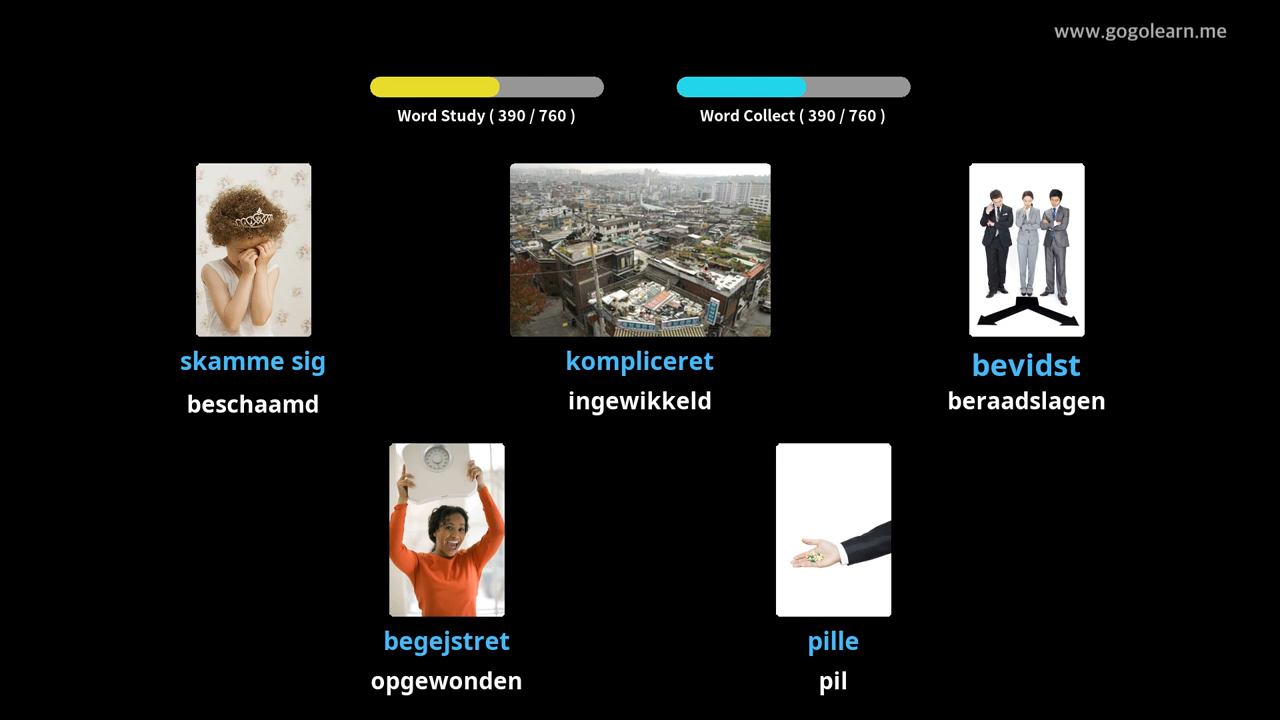 www.gogolearn.me
Word Study ( 390 / 760 )
Word Collect ( 390 / 760 )
skamme sig
beschaamd
kompliceret
ingewikkeld
bevidst
beraadslagen
begejstret
opgewonden
pille
pil